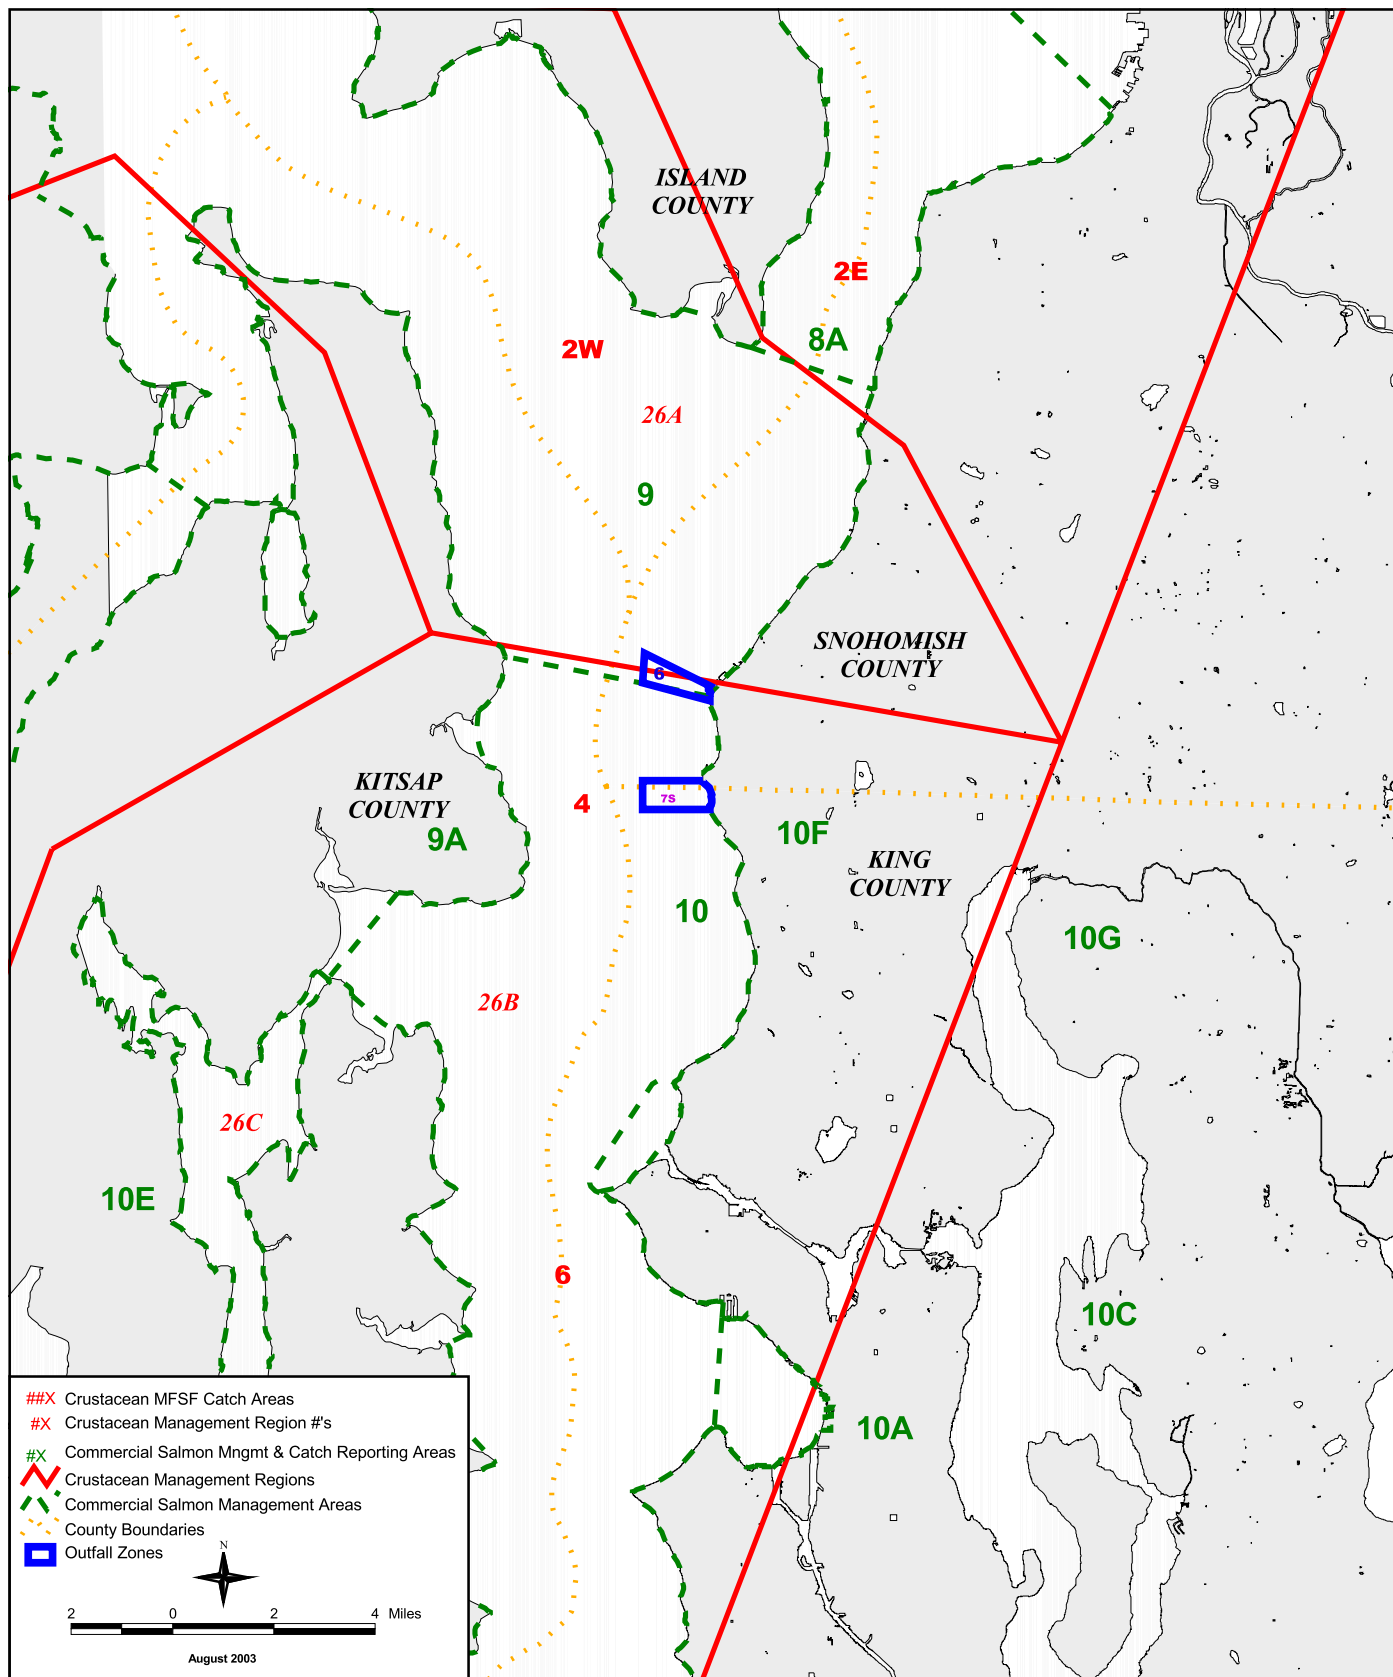 ISLAND
COUNTY
2E
8A
2W
26A
9
SNOHOMISH
COUNTY
6
KITSAP
COUNTY
4
7S
9A
10F
KING
COUNTY
10
10G
26B
26C
10E
6
10C
10A
##X Crustacean MFSF Catch Areas
#X Crustacean Management Region #'s
#X Commercial Salmon Mngmt & Catch Reporting Areas
Crustacean Management Regions
Commercial Salmon Management Areas
County Boundaries
Outfall Zones
N
2 0 2 4 Miles
August 2003